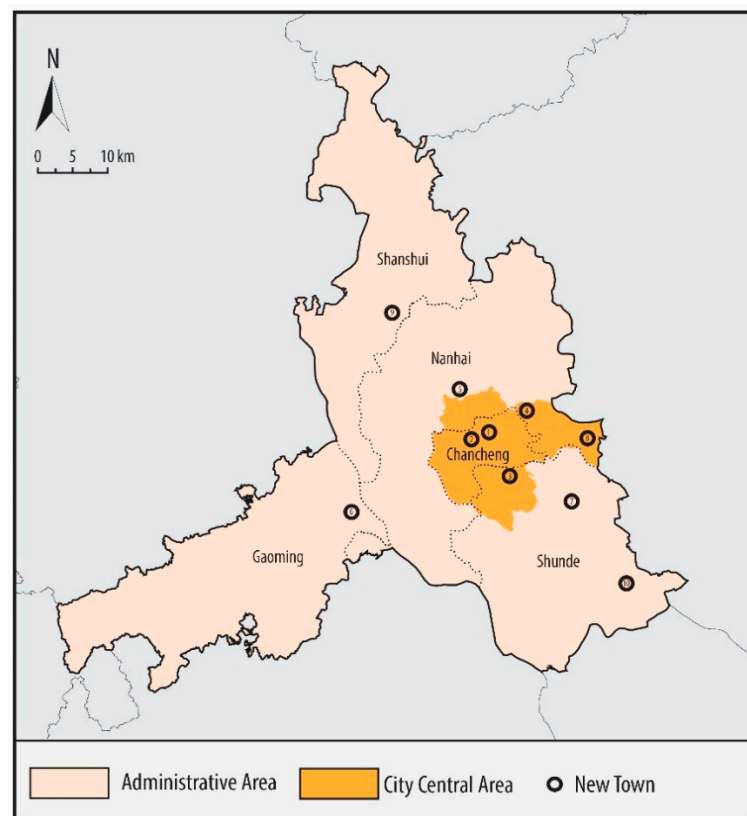 N
0 5 10 km
Shanshui
Nanhai
Chancheng
Gaoming
Shunde
Administrative Area
City Central Area
New Town